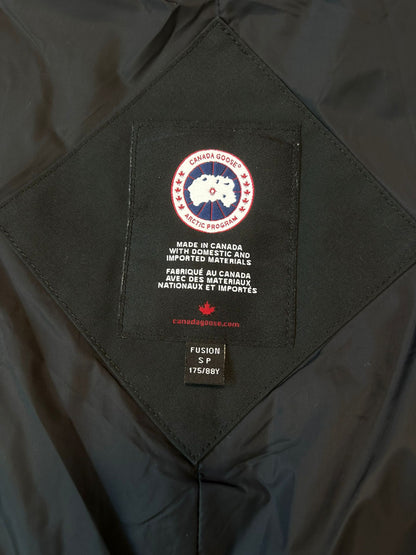 CANADA GOOSE®
ARCTIC PROGRAM
MADE IN CANADA
WITH DOMESTIC AND
IMPORTED MATERIALS
FABRIQUÉ AU CANADA
AVEC DES MATERIAUX
NATIONAUX ET IMPORTÉS
canadagoose.com
FUSION
S P
175/88Y